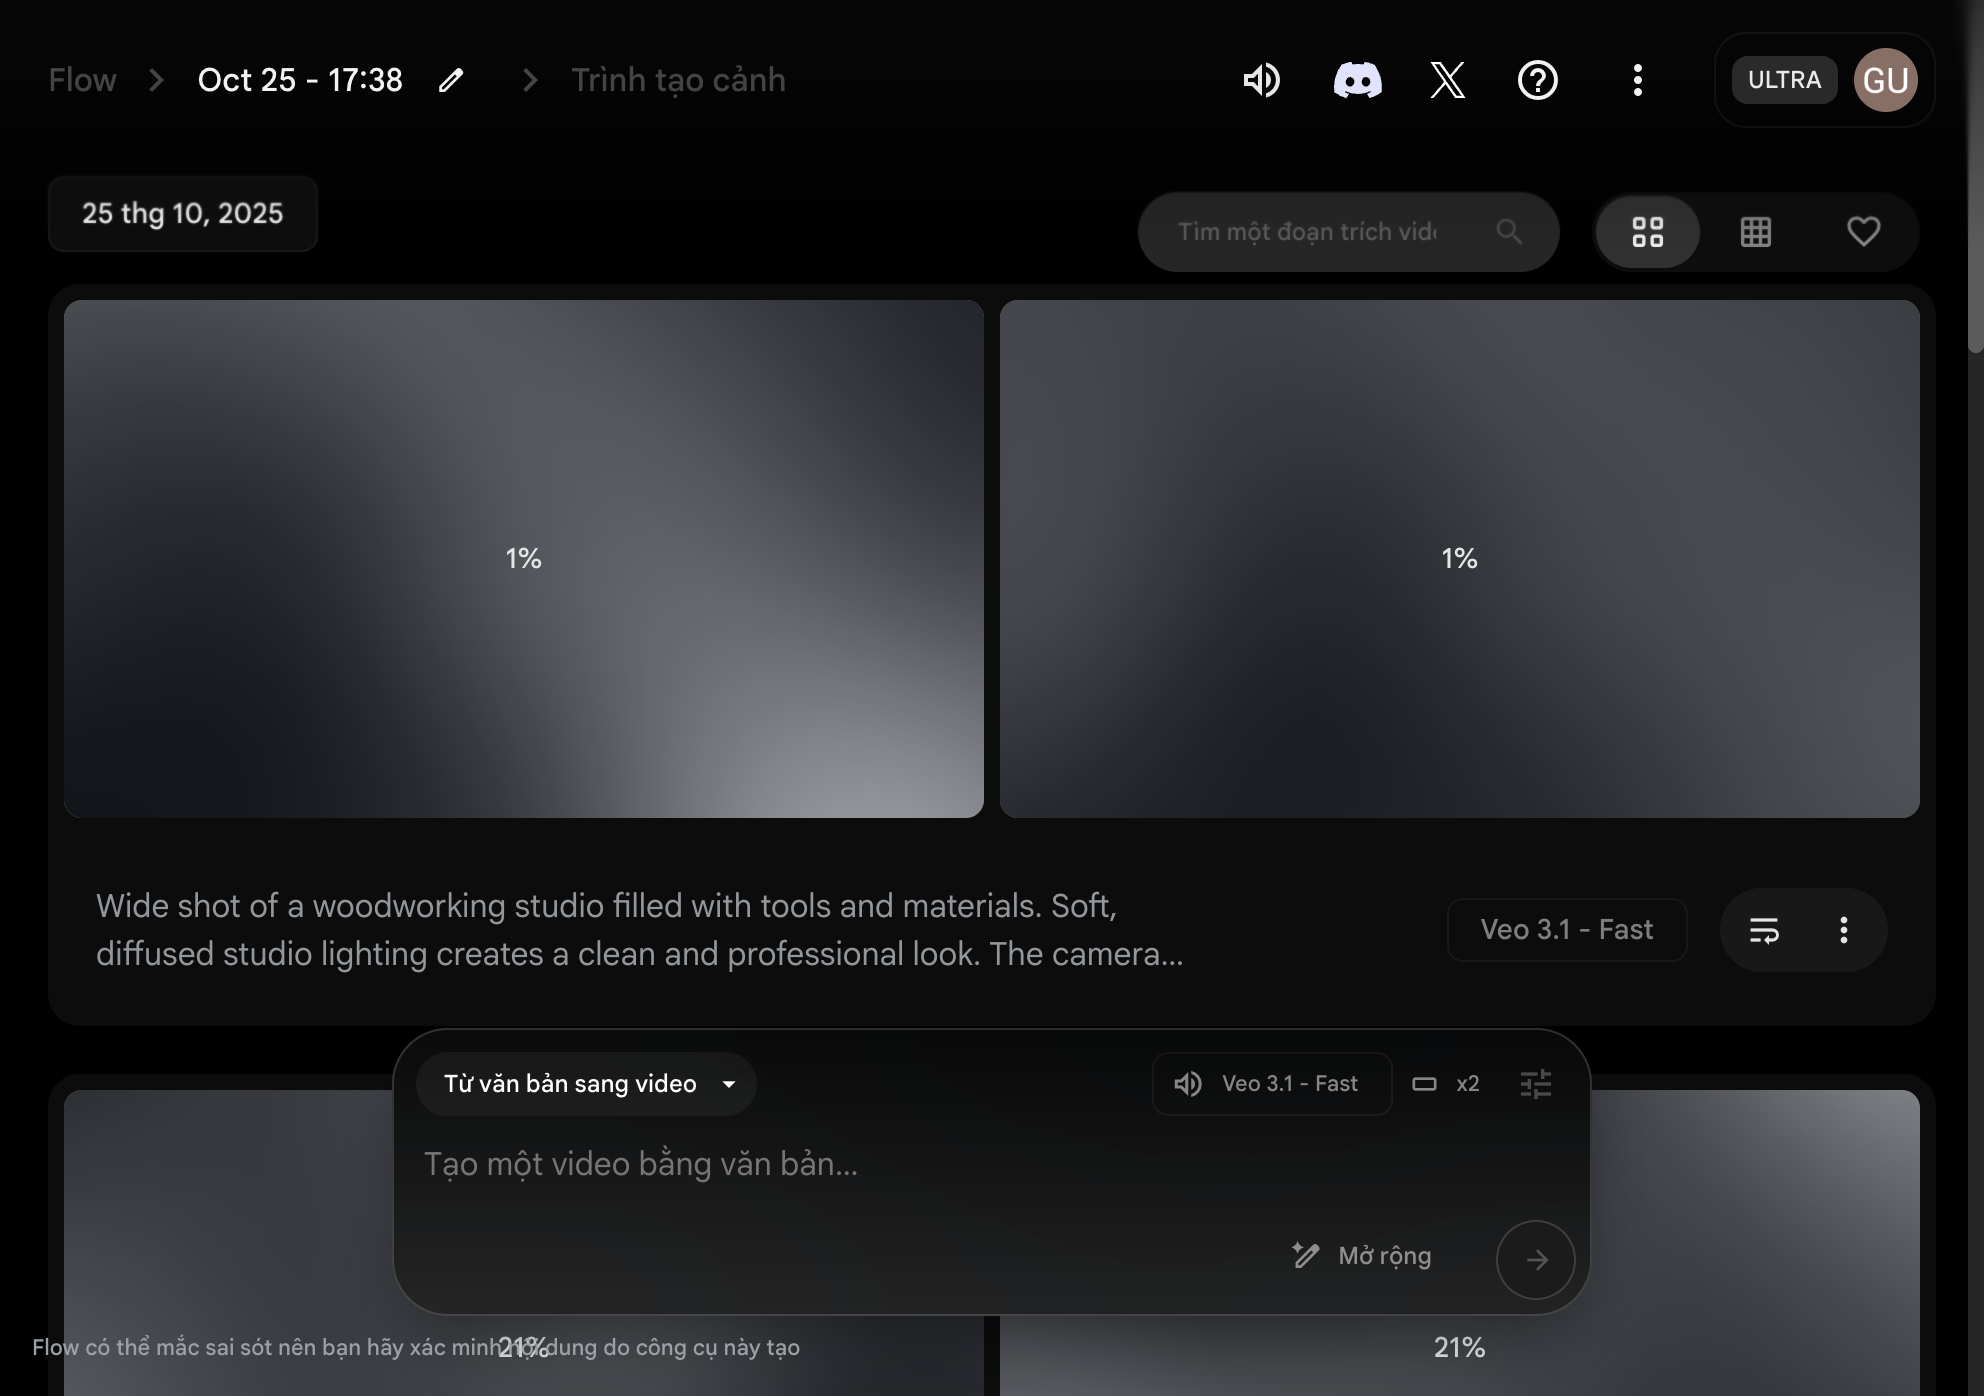 Flow
Oct 25 - 17:38
Trình tạo cảnh
ULTRA
GU
25 thg 10, 2025
Tìm một đoạn trích
1%
1%
Wide shot of a woodworking studio filled with tools and materials. Soft,
diffused studio lighting creates a clean and professional look. The camera...
Veo 3.1 - Fast
Từ văn bản sang video
Veo 3.1 - Fast
x2
Tạo một video bằng văn bản...
Mở rộng
Flow có thể mắc sai sót nên bạn hãy xác minh nội dung do công cụ này tạo
21%
21%